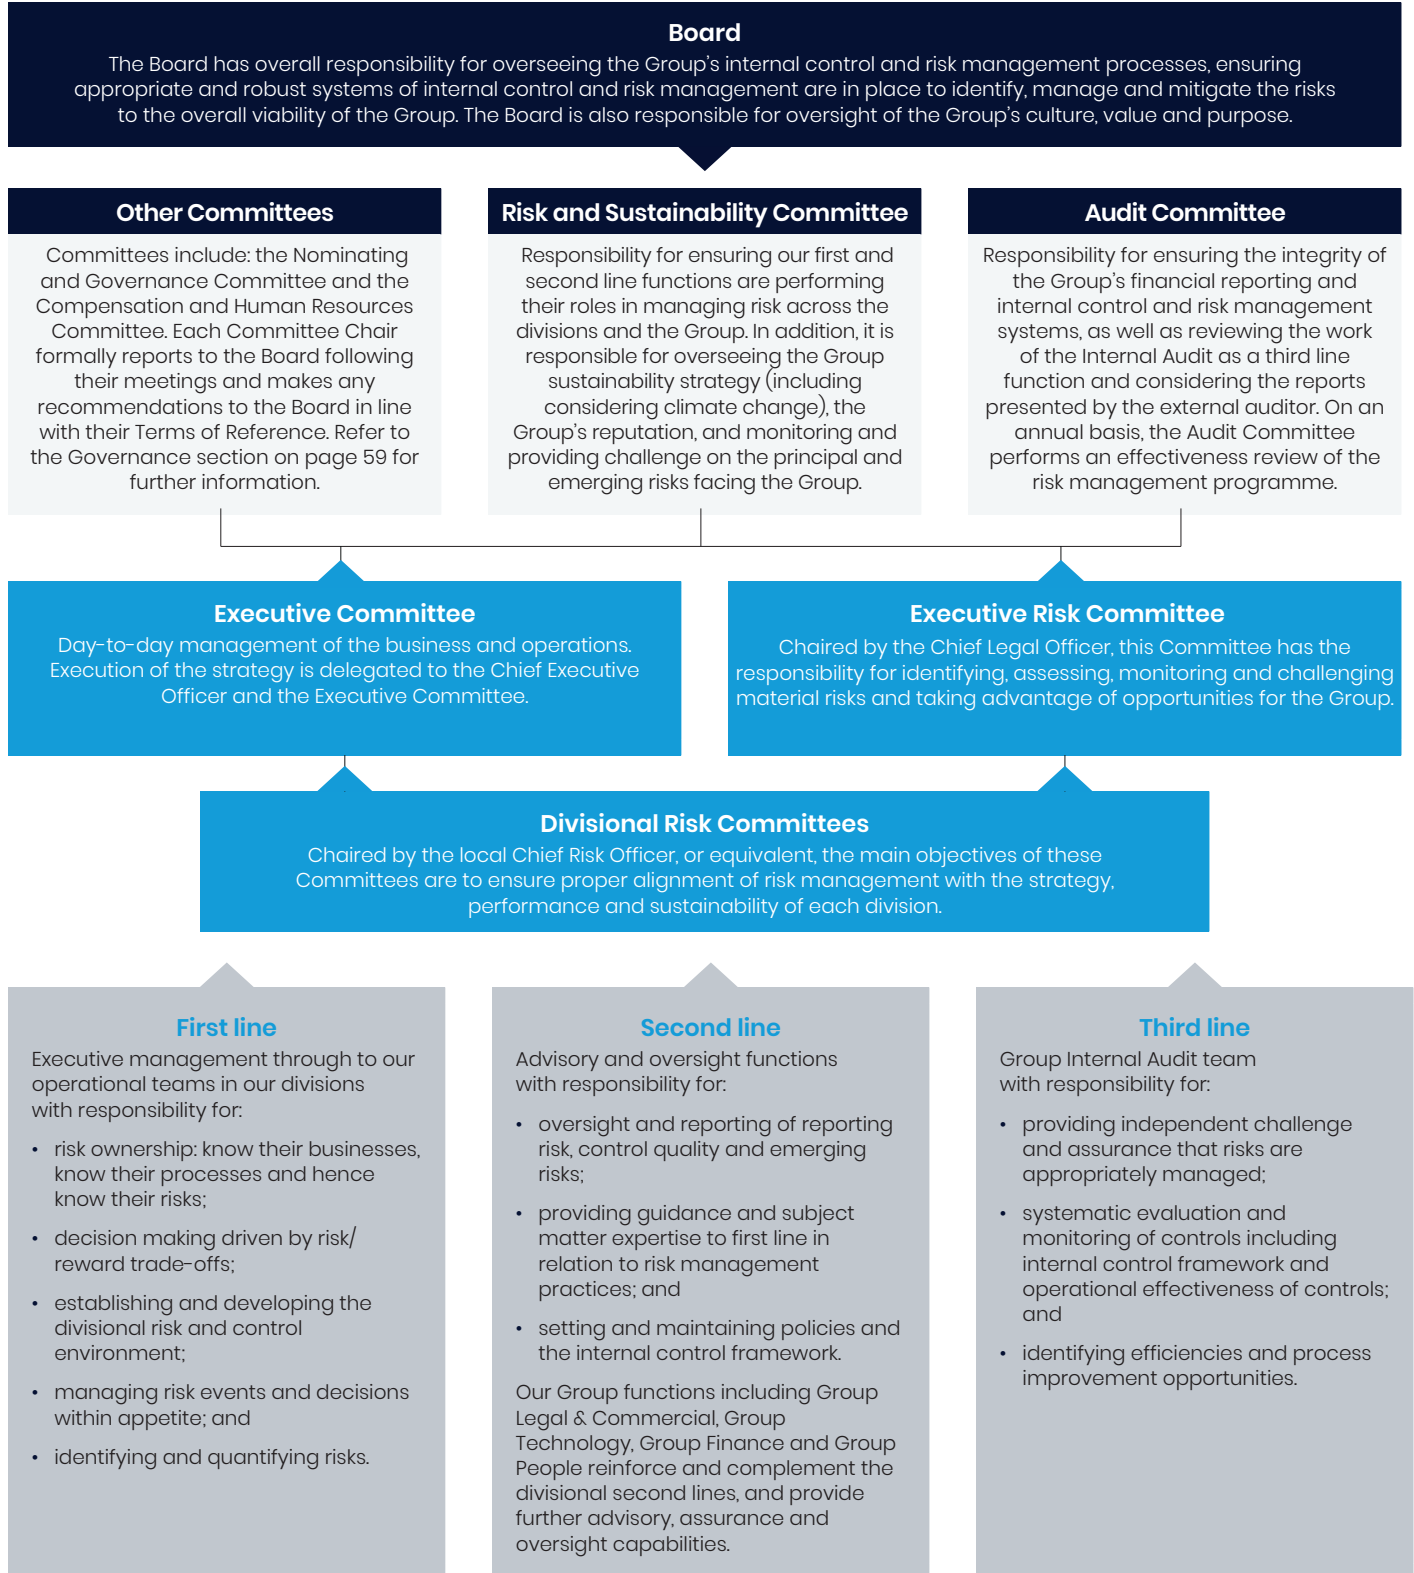 Board
The Board has overall responsibility for overseeing the Group's internal control and risk management processes, ensuring
appropriate and robust systems of internal control and risk management are in place to identify, manage and mitigate the risks
to the overall viability of the Group. The Board is also responsible for oversight of the Group's culture, value and purpose.
Other Committees
Committees include: the Nominating
and Governance Committee and the
Compensation and Human Resources
Committee. Each Committee Chair
formally reports to the Board following
their meetings and makes any
recommendations to the Board in line
with their Terms of Reference. Refer to
the Governance section on page 59 for
further information.
Risk and Sustainability Committee
Responsibility for ensuring our first and
second line functions are performing
their roles in managing risk across the
divisions and the Group. In addition, it is
responsible for overseeing the Group
sustainability strategy (including
considering climate change), the
Group's reputation, and monitoring and
providing challenge on the principal and
emerging risks facing the Group.
Audit Committee
Responsibility for ensuring the integrity of
the Group's financial reporting and
internal control and risk management
systems, as well as reviewing the work
of the Internal Audit as a third line
function and considering the reports
presented by the external auditor. On an
annual basis, the Audit Committee
performs an effectiveness review of the
risk management programme.
Executive Committee
Day-to-day management of the business and operations.
Execution of the strategy is delegated to the Chief Executive
Officer and the Executive Committee.
Executive Risk Committee
Chaired by the Chief Legal Officer, this Committee has the
responsibility for identifying, assessing, monitoring and challenging
material risks and taking advantage of opportunities for the Group.
Divisional Risk Committees
Chaired by the local Chief Risk Officer, or equivalent, the main objectives of these
Committees are to ensure proper alignment of risk management with the strategy,
performance and sustainability of each division.
First line
Executive management through to our
operational teams in our divisions
with responsibility for:
• risk ownership: know their businesses,
know their processes and hence
know their risks;
• decision making driven by risk/
reward trade-offs;
• establishing and developing the
divisional risk and control
environment;
• managing risk events and decisions
within appetite; and
• identifying and quantifying risks.
Second line
Advisory and oversight functions
with responsibility for:
• oversight and reporting of reporting
risk, control quality and emerging
risks;
• providing guidance and subject
matter expertise to first line in
relation to risk management
practices; and
• setting and maintaining policies and
the internal control framework.
Our Group functions including Group
Legal & Commercial, Group
Technology, Group Finance and Group
People reinforce and complement the
divisional second lines, and provide
further advisory, assurance and
oversight capabilities.
Third line
Group Internal Audit team
with responsibility for:
• providing independent challenge
and assurance that risks are
appropriately managed;
• systematic evaluation and
monitoring of controls including
internal control framework and
operational effectiveness of controls;
and
• identifying efficiencies and process
improvement opportunities.